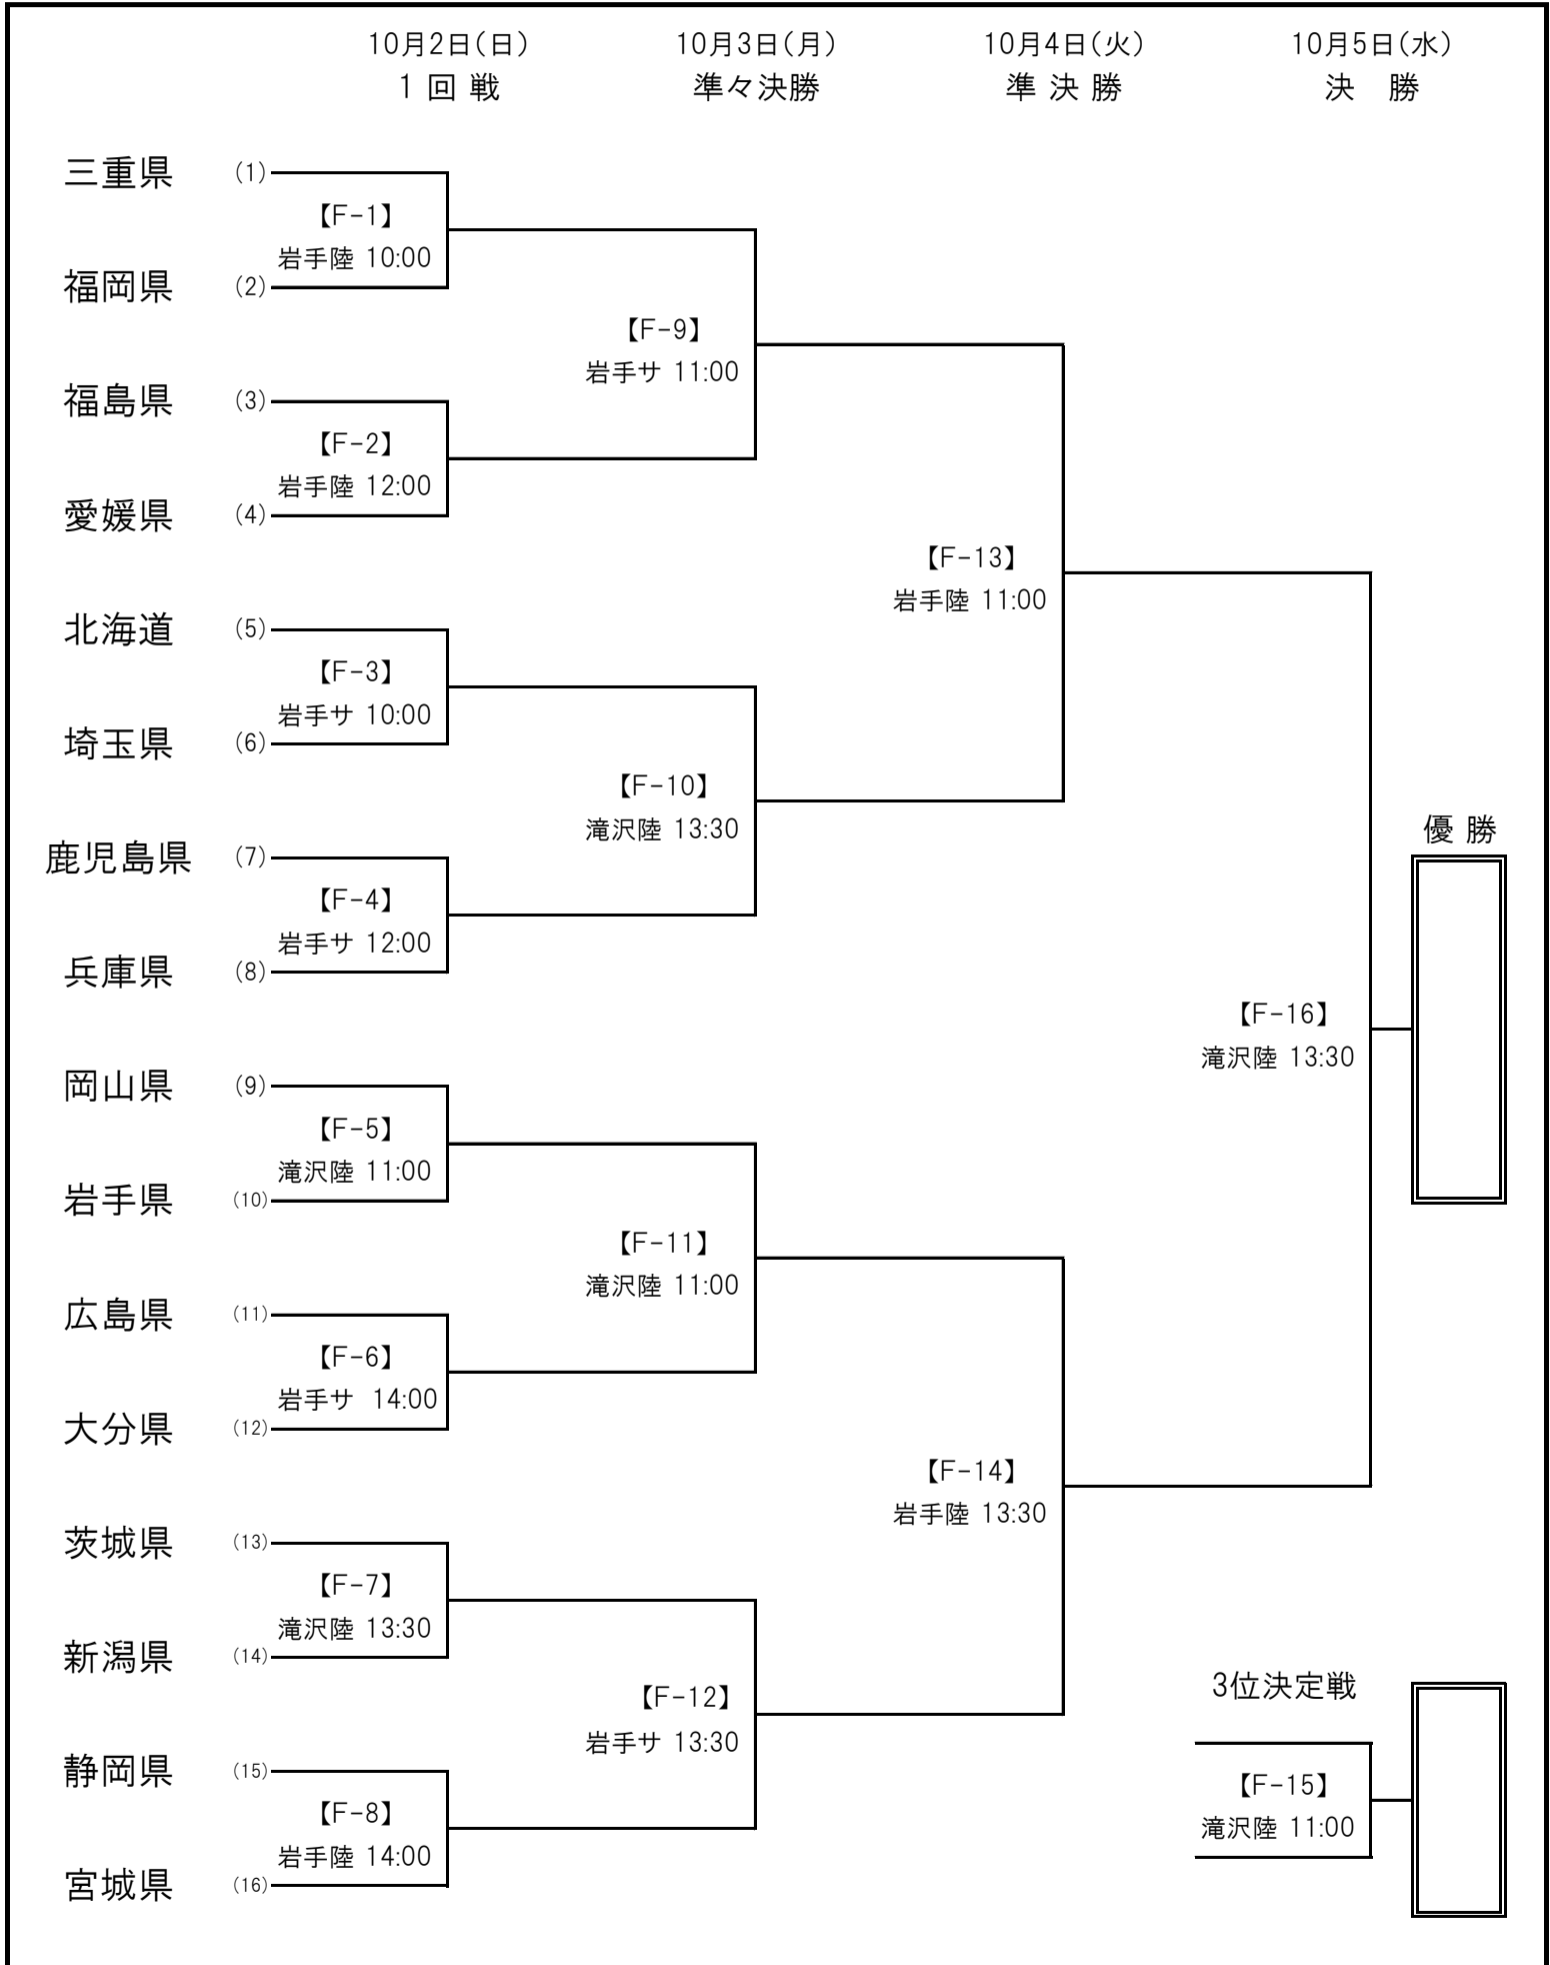 10月2日(日) 10月3日(月) 10月4日(火) 10月5日(水)
1 回 戦 準々決勝 準 決 勝 決 勝
三重県 (1)
【F-1】
岩手陸 10:00
福岡県 (2)
【F-9】
岩手サ 11:00
福島県 (3)
【F-2】
岩手陸 12:00
愛媛県 (4)
【F-13】
岩手陸 11:00
北海道 (5)
【F-3】
岩手サ 10:00
埼玉県 (6)
【F-10】
滝沢陸 13:30
優 勝
鹿児島県 (7)
【F-4】
岩手サ 12:00
兵庫県 (8)
【F-16】
滝沢陸 13:30
岡山県 (9)
【F-5】
滝沢陸 11:00
岩手県 (10)
【F-11】
滝沢陸 11:00
広島県 (11)
【F-6】
岩手サ 14:00
大分県 (12)
【F-14】
岩手陸 13:30
茨城県 (13)
【F-7】
滝沢陸 13:30
新潟県 (14)
3位決定戦
【F-12】
岩手サ 13:30
静岡県 (15)
【F-15】
滝沢陸 11:00
【F-8】
岩手陸 14:00
宮城県 (16)